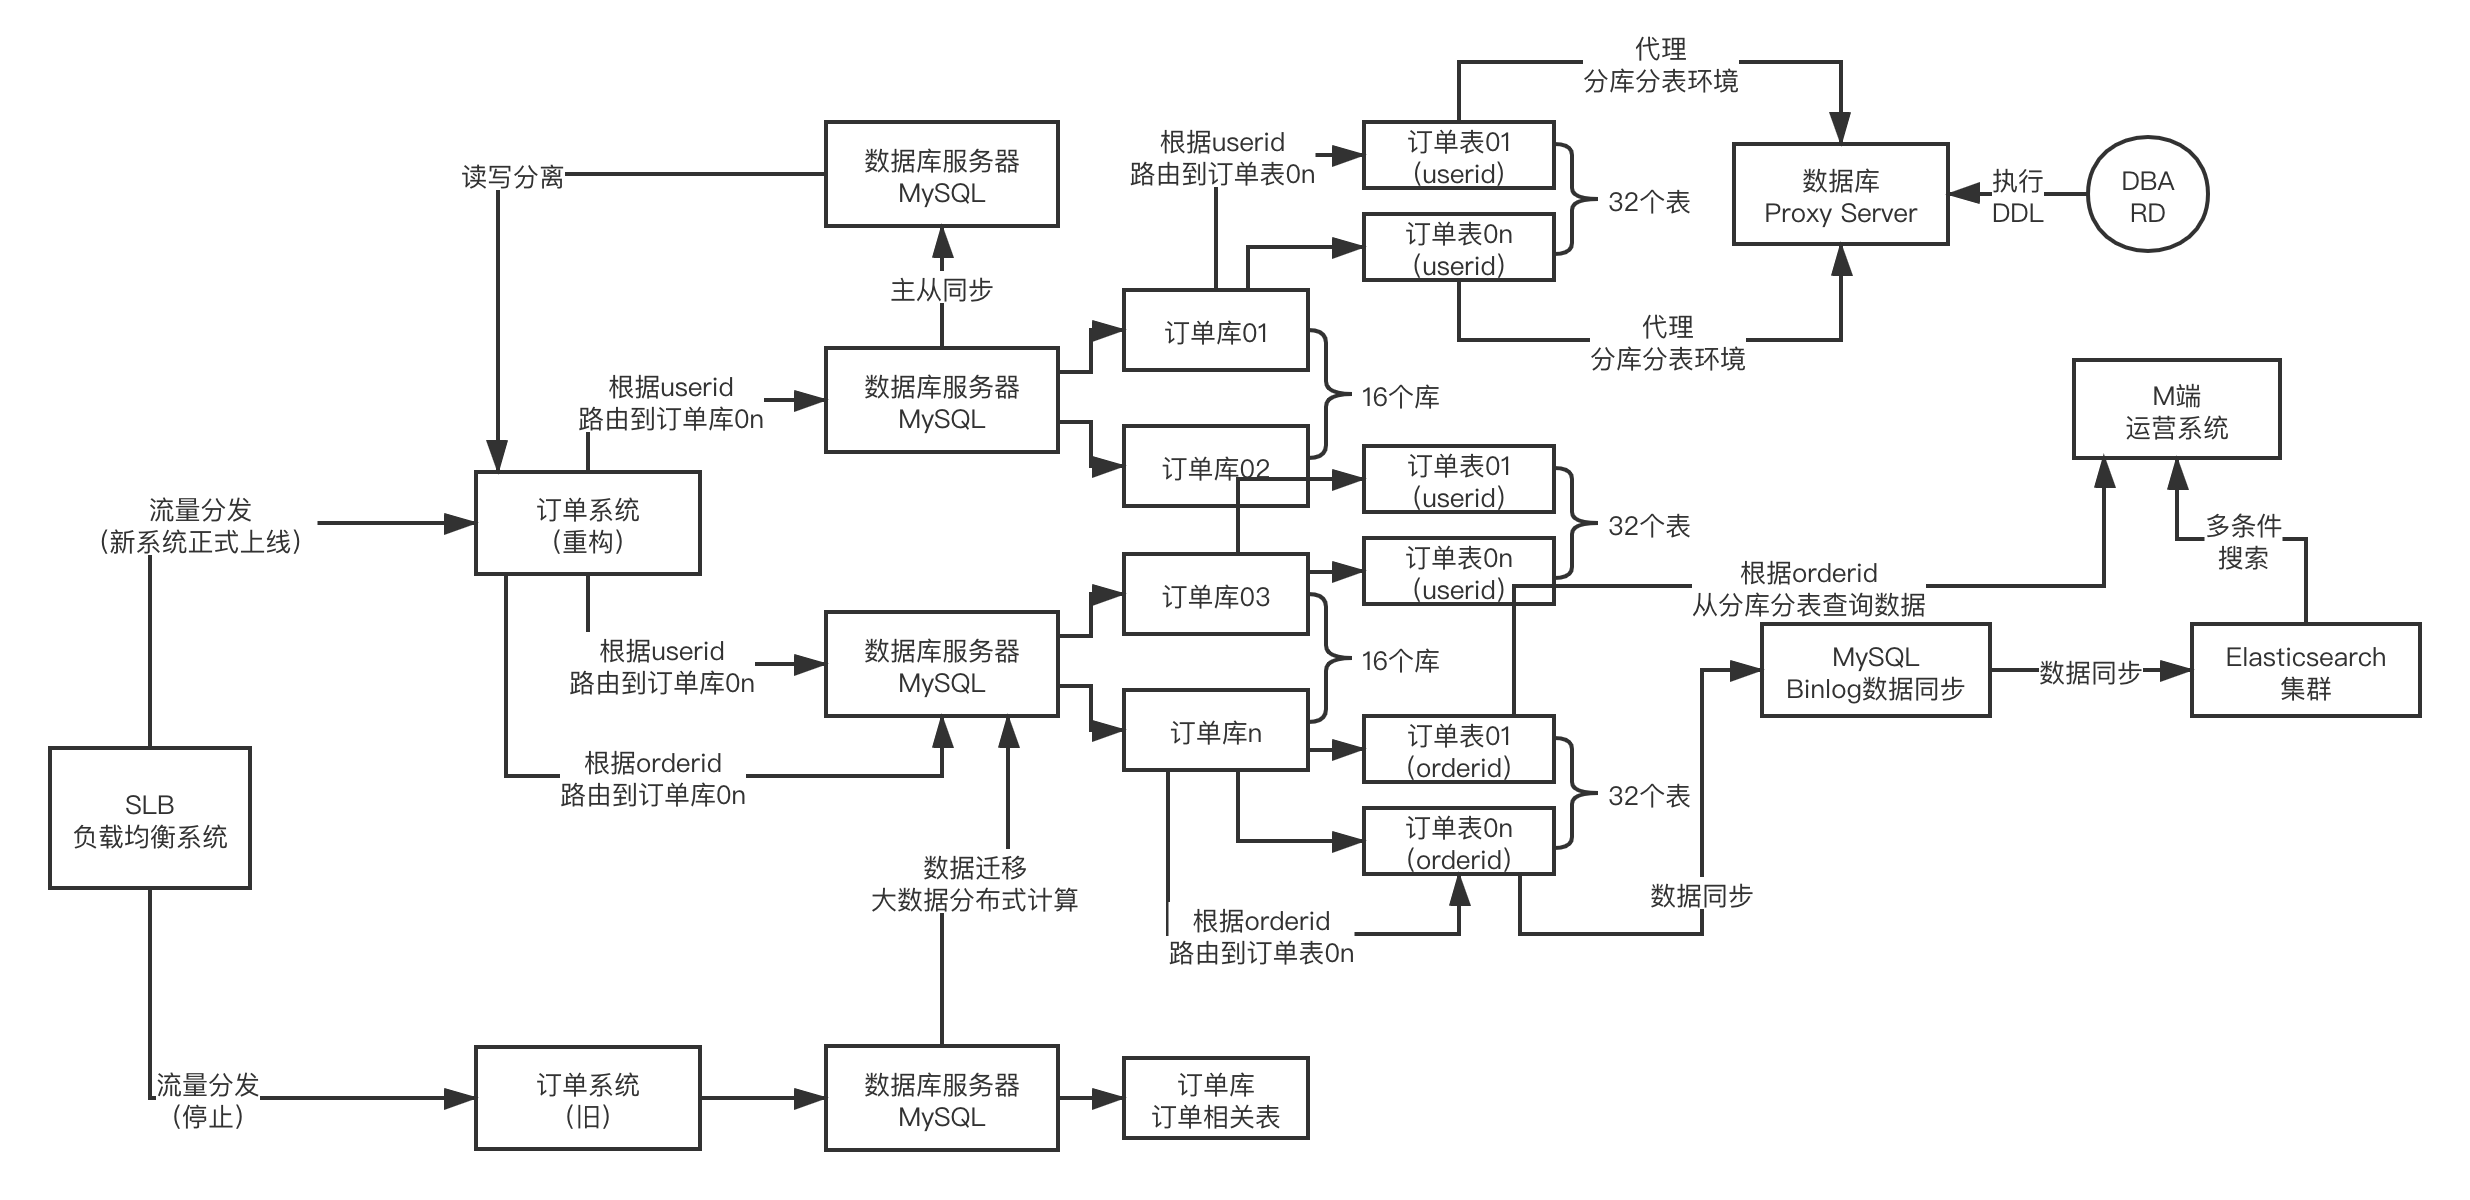 代理
分库分表环境
数据库服务器
MySQL
读写分离
根据userid
路由到订单表0n
订单表01
(userid)
32个表
订单表0n
(userid)
数据库
Proxy Server
执行
DDL
DBA
RD
主从同步
代理
分库分表环境
订单库01
16个库
根据userid
路由到订单库0n
数据库服务器
MySQL
订单库02
M端
运营系统
流量分发
(新系统正式上线)
订单系统
(重构)
订单表01
(userid)
32个表
订单表0n
(userid)
多条件
搜索
根据orderid
从分库分表查询数据
订单库03
16个库
根据userid
路由到订单库0n
数据库服务器
MySQL
MySQL
Binlog数据同步
数据同步
Elasticsearch
集群
订单库n
订单表01
(orderid)
32个表
订单表0n
(orderid)
根据orderid
路由到订单库0n
SLB
负载均衡系统
数据迁移
大数据分布式计算
数据同步
根据orderid
路由到订单表0n
流量分发
(停止)
订单系统
(旧)
数据库服务器
MySQL
订单库
订单相关表